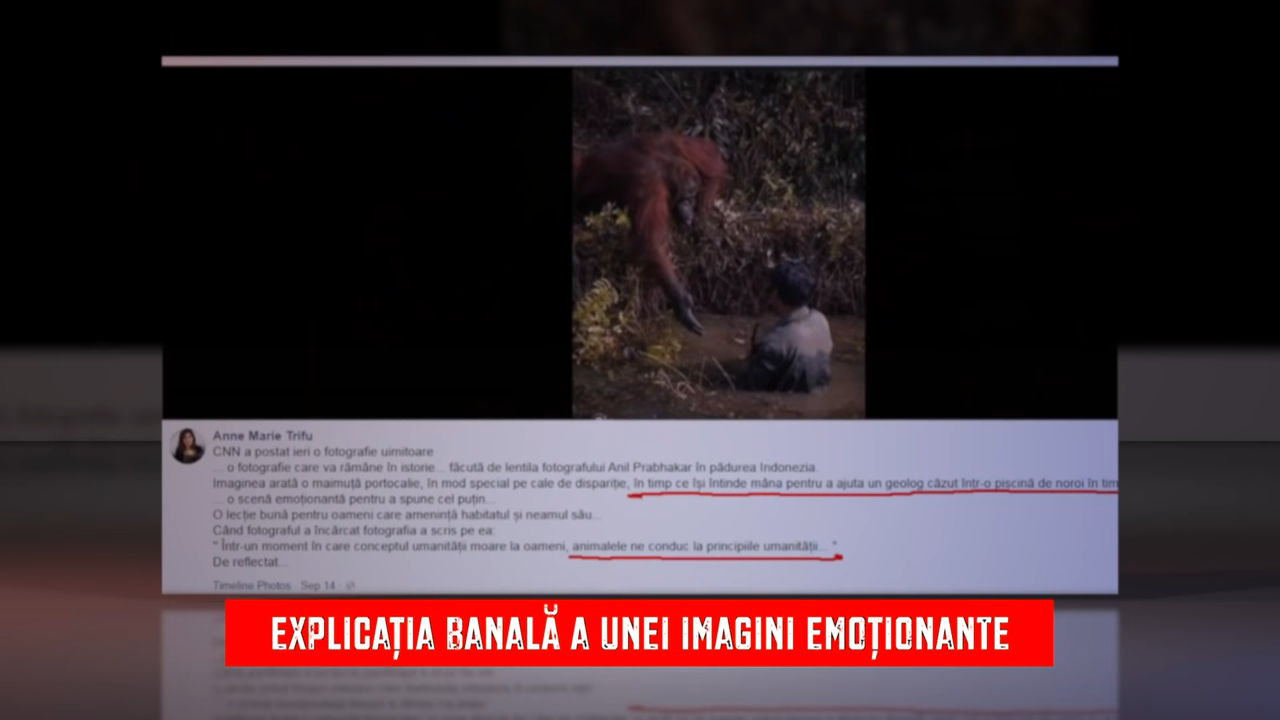 Anne Marie Trifu
CNN a postat ieri o fotografie uimitoare
... o fotografie care va rămâne în istorie... făcută de lentila fotografului Anil Prabhakar în pădurea Indonezia.
Imaginea arată o maimuță portocalie, în mod special pe cale de dispariție, în timp ce își întinde mâna pentru a ajuta un geolog căzut într-o piscină de noroi în tim
... o scenă emoționantă pentru a spune cel puțin...
O lecție bună pentru oameni care amenință habitatul și neamul său...
Când fotograful a încărcat fotografia a scris pe ea:
" Într-un moment în care conceptul umanității moare la oameni, animalele ne conduc la principiile umanității...."
De reflectat...
Timeline Photos · Sep 14 ·
EXPLICAȚIA BANALĂ A UNEI IMAGINI EMOȚIONANTE